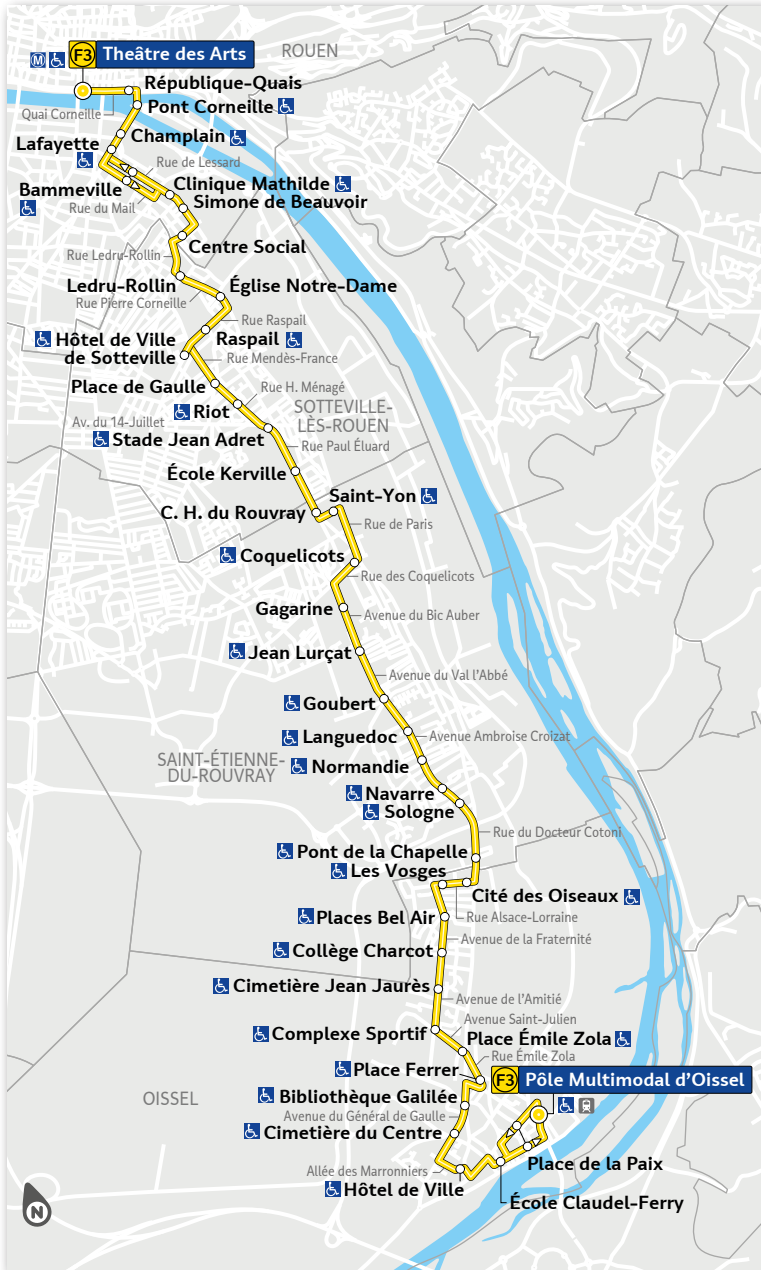 F3 Theâtre des Arts
ROUEN
M
République-Quais
Pont Corneille
Quai Corneille
Champlain
Lafayette
Rue de Lessard
Bammeville
Clinique Mathilde
Rue du Mail
Simone de Beauvoir
Centre Social
Rue Ledru-Rollin
Ledru-Rollin
Église Notre-Dame
Rue Pierre Corneille
Rue Raspail
Raspail
Hôtel de Ville
de Sotteville
Rue Mendès-France
Place de Gaulle
Rue H. Ménagé
Riot
SOTTEVILLE-
LÈS-ROUEN
Av. du 14-Juillet
Stade Jean Adret
Rue Paul Éluard
École Kerville
Saint-Yon
C. H. du Rouvray
Rue de Paris
Coquelicots
Rue des Coquelicots
Gagarine
Avenue du Bic Auber
Jean Lurçat
Avenue du Val l'Abbé
Goubert
Languedoc
Avenue Ambroise Croizat
SAINT-ÉTIENNE-
DU-ROUVRAY
Normandie
Navarre
Sologne
Rue du Docteur Cotoni
Pont de la Chapelle
Les Vosges
Cité des Oiseaux
Places Bel Air
Rue Alsace-Lorraine
Avenue de la Fraternité
Collège Charcot
Cimetière Jean Jaurès
Avenue de l'Amitié
Avenue Saint-Julien
Complexe Sportif
Place Émile Zola
Rue Émile Zola
Place Ferrer
F3 Pôle Multimodal d'Oissel
OISSEL
Bibliothèque Galilée
Avenue du Général de Gaulle
Cimetière du Centre
Place de la Paix
Allée des Marronniers
Hôtel de Ville
École Claudel-Ferry
N